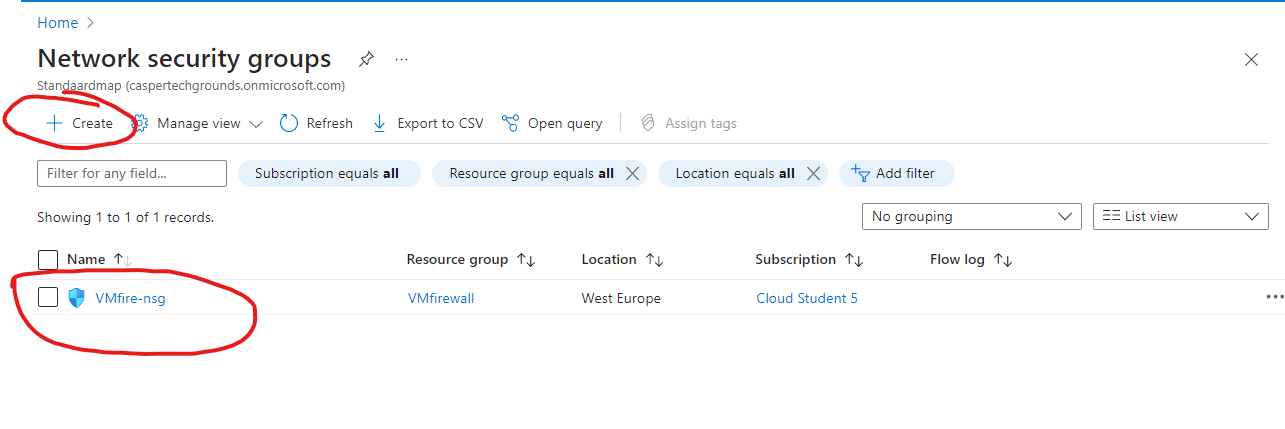 Home
Network security groups
Standaardmap (caspertechgrounds.onmicrosoft.com)
Create Manage view Refresh Export to CSV Open query Assign tags
Filter for any field... Subscription equals all Resource group equals all Location equals all Add filter
Showing 1 to 1 of 1 records. No grouping List view
Name Resource group Location Subscription Flow log
VMfire-nsg VMfirewall West Europe Cloud Student 5